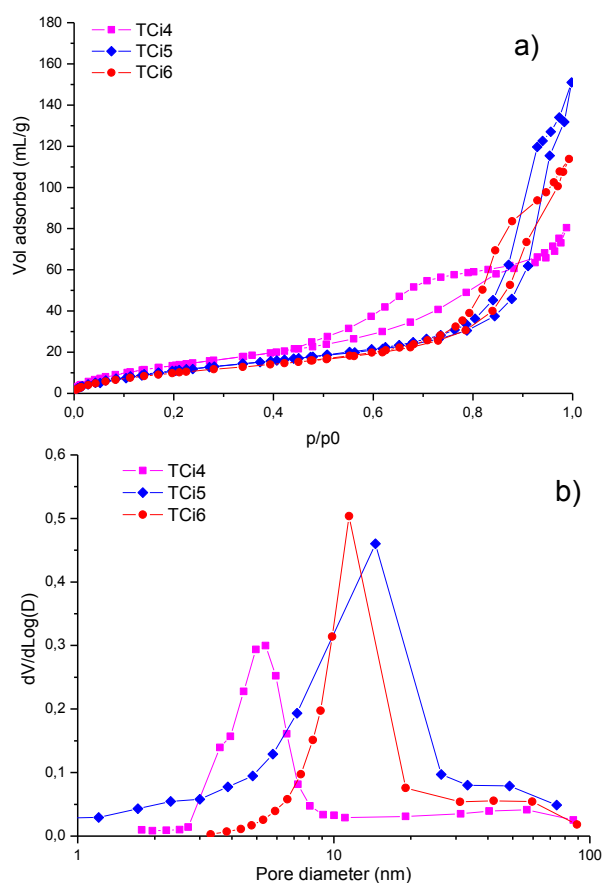 180
160
140
120
100
80
60
40
20
0
Vol adsorbed (mL/g)
TCi4
TCi5
TCi6
a)
0,0 0,2 0,4 0,6 0,8 1,0
p/p0
0,6
0,5
0,4
0,3
0,2
0,1
0,0
dV/dLog(D)
TCi4
TCi5
TCi6
b)
1 10 100
Pore diameter (nm)